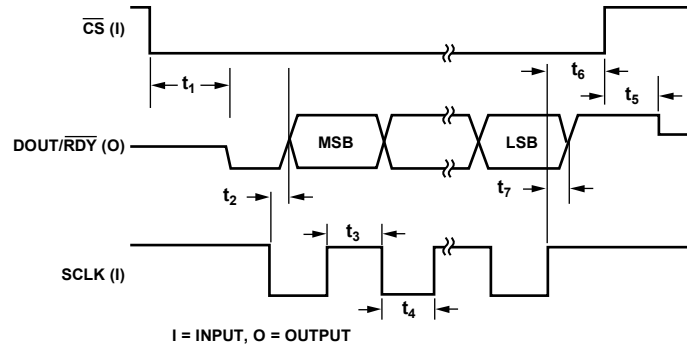 CS (I)
t6
t1
t5
DOUT/RDY (O)
MSB
LSB
t2
t7
t3
SCLK (I)
t4
I = INPUT, O = OUTPUT